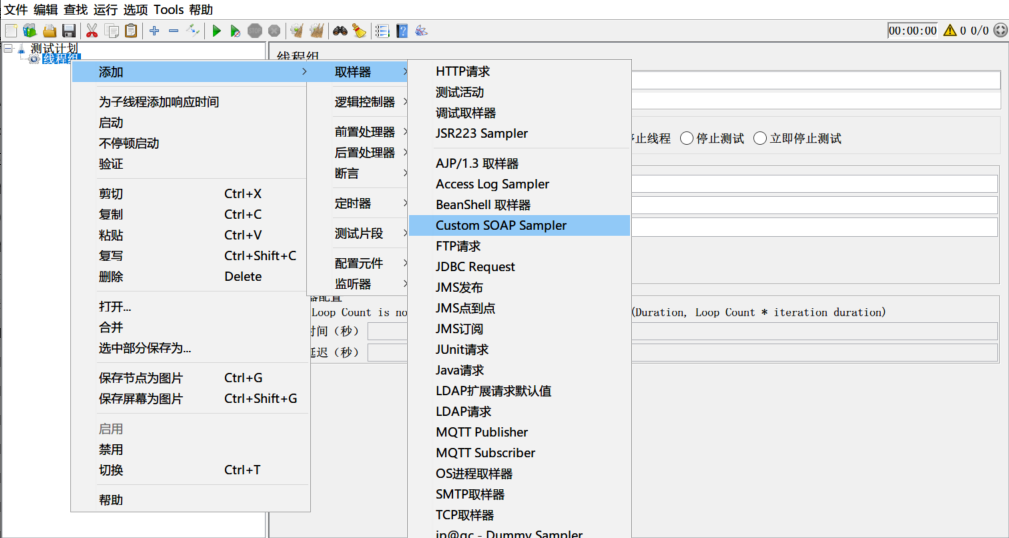 文件 编辑 查找 运行 选项 Tools 帮助
00:00:00 0 0/0
测试计划
线程组
线程组
添加
为子线程添加响应时间
启动
不停顿启动
验证
剪切 Ctrl+X
复制 Ctrl+C
粘贴 Ctrl+V
复写 Ctrl+Shift+C
删除 Delete
打开...
合并
选中部分保存为...
保存节点为图片 Ctrl+G
保存屏幕为图片 Ctrl+Shift+G
启用
禁用
切换 Ctrl+T
帮助
取样器
逻辑控制器
前置处理器
后置处理器
断言
定时器
测试片段
配置元件
监听器
HTTP请求
测试活动
调试取样器
JSR223 Sampler
AJP/1.3 取样器
Access Log Sampler
BeanShell 取样器
Custom SOAP Sampler
FTP请求
JDBC Request
JMS发布
JMS点到点
JMS订阅
JUnit请求
Java请求
LDAP扩展请求默认值
LDAP请求
MQTT Publisher
MQTT Subscriber
OS进程取样器
SMTP取样器
TCP取样器
jp@gc - Dummy Sampler
止线程 停止测试 立即停止测试
器配置
Loop Count is no (Duration, Loop Count * iteration duration)
时间（秒）
延迟（秒）